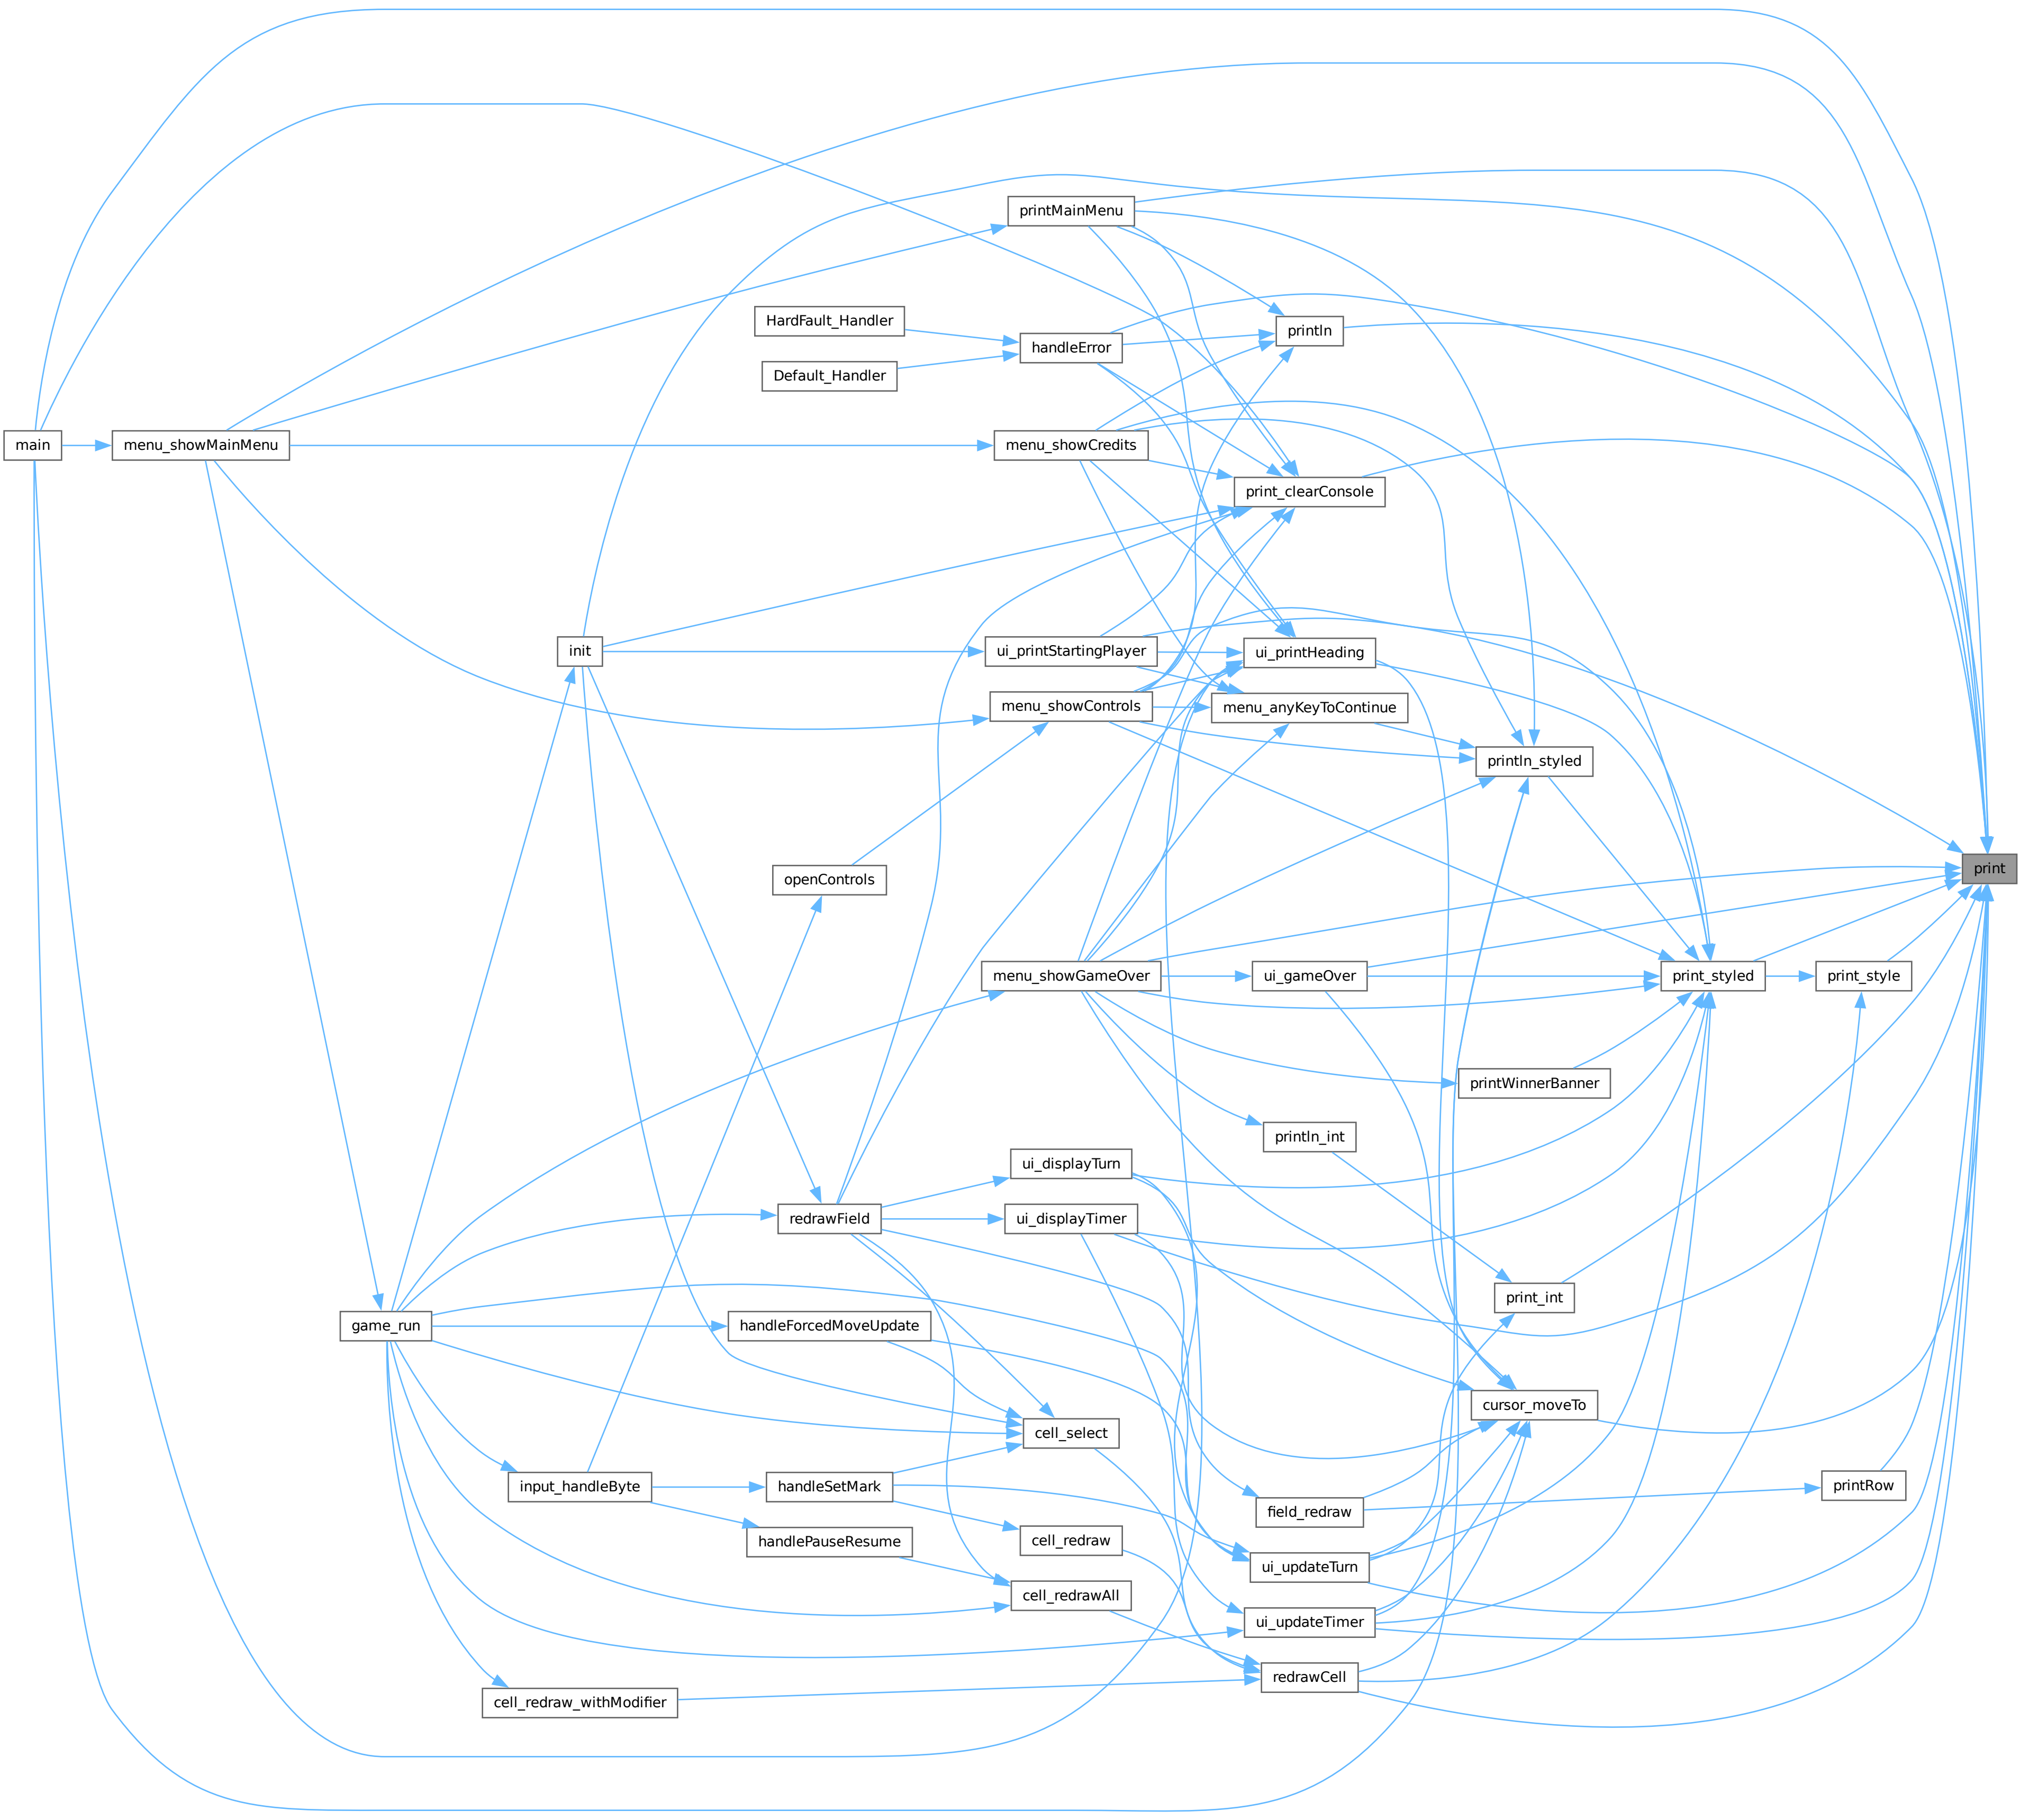 printMainMenu
HardFault_Handler
println
handleError
Default_Handler
main
menu_showMainMenu
menu_showCredits
print_clearConsole
init
ui_printStartingPlayer
ui_printHeading
menu_showControls
menu_anyKeyToContinue
println_styled
openControls
print
menu_showGameOver
ui_gameOver
print_styled
print_style
printWinnerBanner
println_int
ui_displayTurn
redrawField
ui_displayTimer
print_int
game_run
handleForcedMoveUpdate
cursor_moveTo
cell_select
input_handleByte
handleSetMark
printRow
field_redraw
handlePauseResume
cell_redraw
ui_updateTurn
cell_redrawAll
ui_updateTimer
redrawCell
cell_redraw_withModifier